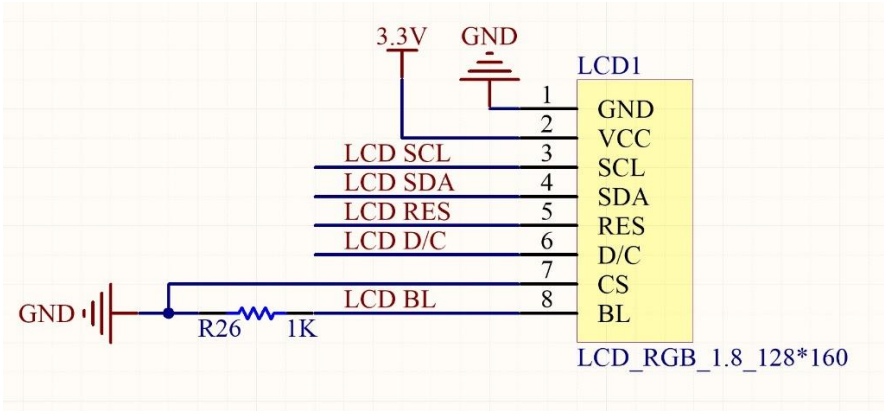 3.3V GND
LCD1
1 GND
2 VCC
LCD SCL 3 SCL
LCD SDA 4 SDA
LCD RES 5 RES
LCD D/C 6 D/C
7 CS
GND R26 1K LCD BL 8 BL
LCD_RGB_1.8_128*160